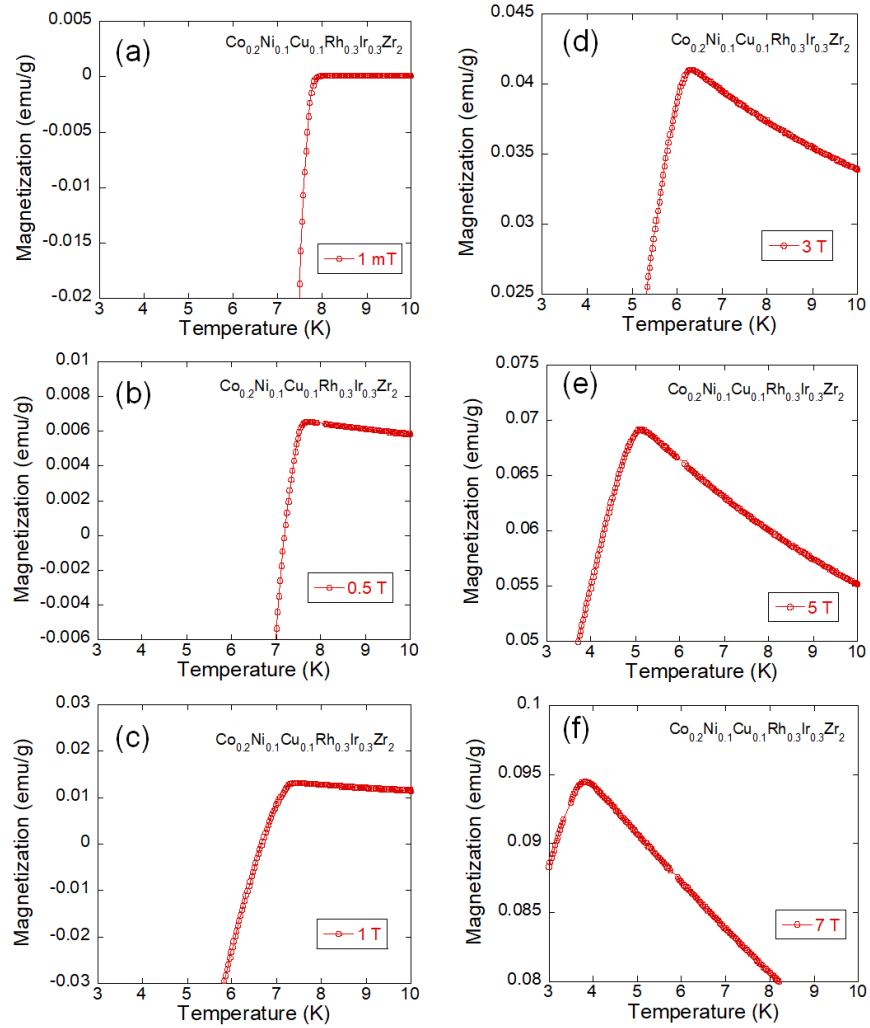 (a)
Co0.2Ni0.1Cu0.1Rh0.3Ir0.3Zr2
Magnetization (emu/g)
0.005
0
-0.005
-0.01
-0.015
-0.02
1 mT
3 4 5 6 7 8 9 10
Temperature (K)
(b)
Co0.2Ni0.1Cu0.1Rh0.3Ir0.3Zr2
Magnetization (emu/g)
0.01
0.008
0.006
0.004
0.002
0
-0.002
-0.004
-0.006
0.5 T
3 4 5 6 7 8 9 10
Temperature (K)
(c)
Co0.2Ni0.1Cu0.1Rh0.3Ir0.3Zr2
Magnetization (emu/g)
0.03
0.02
0.01
0
-0.01
-0.02
-0.03
1 T
3 4 5 6 7 8 9 10
Temperature (K)
(d)
Co0.2Ni0.1Cu0.1Rh0.3Ir0.3Zr2
Magnetization (emu/g)
0.045
0.04
0.035
0.03
0.025
3 T
3 4 5 6 7 8 9 10
Temperature (K)
(e)
Co0.2Ni0.1Cu0.1Rh0.3Ir0.3Zr2
Magnetization (emu/g)
0.075
0.07
0.065
0.06
0.055
0.05
5 T
3 4 5 6 7 8 9 10
Temperature (K)
(f)
Co0.2Ni0.1Cu0.1Rh0.3Ir0.3Zr2
Magnetization (emu/g)
0.1
0.095
0.09
0.085
0.08
7 T
3 4 5 6 7 8 9 10
Temperature (K)